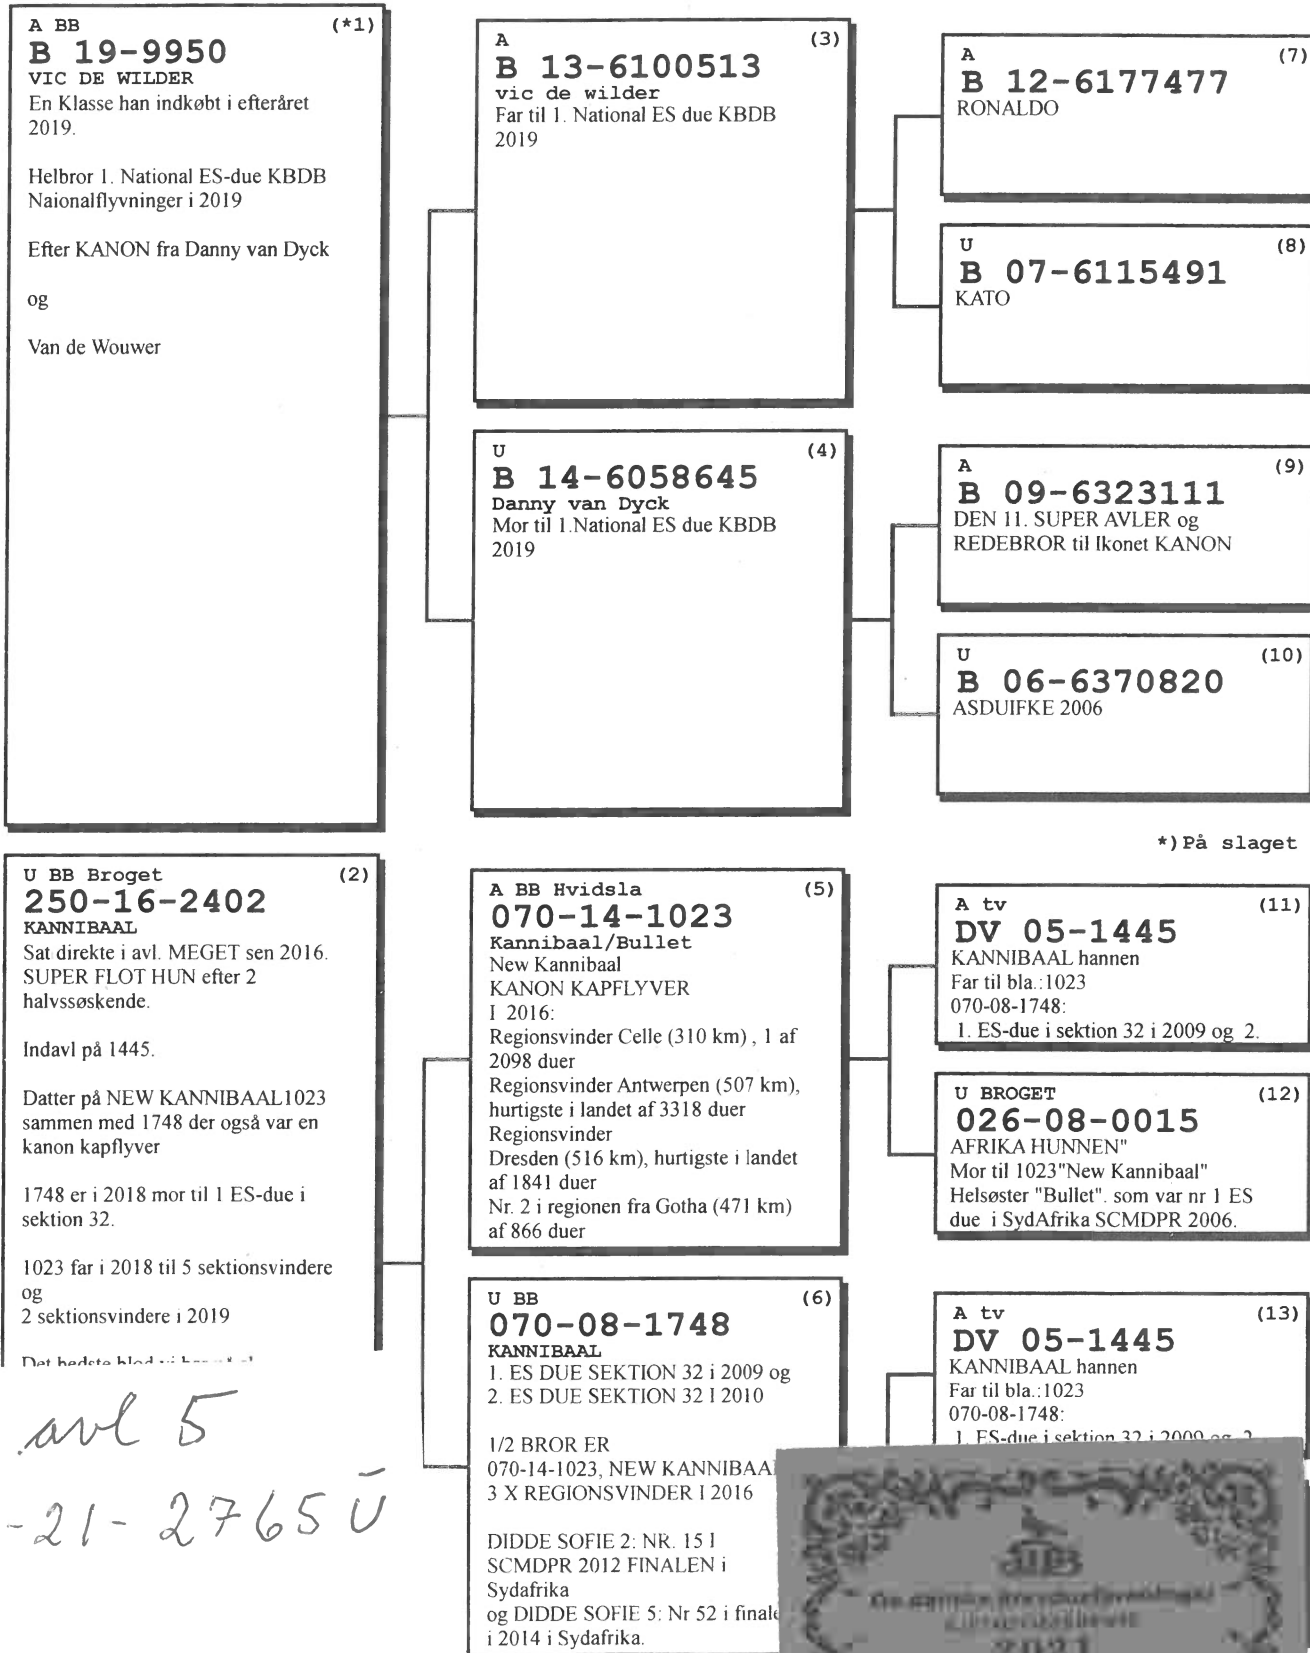 A BB (*1)
B 19-9950
VIC DE WILDER
En Klasse han indkøbt i efteråret
2019.
Helbror 1. National ES-due KBDB
Naionalflyvninger i 2019
Efter KANON fra Danny van Dyck
og
Van de Wouwer
A (3)
B 13-6100513
vic de wilder
Far til 1. National ES due KBDB
2019
A (7)
B 12-6177477
RONALDO
U (8)
B 07-6115491
KATO
U (4)
B 14-6058645
Danny van Dyck
Mor til 1.National ES due KBDB
2019
A (9)
B 09-6323111
DEN 11. SUPER AVLER og
REDEBROR til Ikonet KANON
U (10)
B 06-6370820
ASDUIFKE 2006
*)På slaget
U BB Broget (2)
250-16-2402
KANNIBAAL
Sat direkte i avl. MEGET sen 2016.
SUPER FLOT HUN efter 2
halvssøskende.
Indavl på 1445.
Datter på NEW KANNIBAAL1023
sammen med 1748 der også var en
kanon kapflyver
1748 er i 2018 mor til 1 ES-due i
sektion 32.
1023 far i 2018 til 5 sektionsvindere
og
2 sektionsvindere i 2019
Det bedste blod vi har
A BB Hvidsla (5)
070-14-1023
Kannibaal/Bullet
New Kannibaal
KANON KAPFLYVER
I 2016:
Regionsvinder Celle (310 km) , 1 af
2098 duer
Regionsvinder Antwerpen (507 km),
hurtigste i landet af 3318 duer
Regionsvinder
Dresden (516 km), hurtigste i landet
af 1841 duer
Nr. 2 i regionen fra Gotha (471 km)
af 866 duer
A tv (11)
DV 05-1445
KANNIBAAL hannen
Far til bla.:1023
070-08-1748:
1. ES-due i sektion 32 i 2009 og 2.
U BROGET (12)
026-08-0015
AFRIKA HUNNEN"
Mor til 1023"New Kannibaal"
Helsøster "Bullet". som var nr 1 ES
due i SydAfrika SCMDPR 2006.
U BB (6)
070-08-1748
KANNIBAAL
1. ES DUE SEKTION 32 i 2009 og
2. ES DUE SEKTION 32 I 2010
1/2 BROR ER
070-14-1023, NEW KANNIBAA
3 X REGIONSVINDER I 2016
DIDDE SOFIE 2: NR. 15 I
SCMDPR 2012 FINALEN i
Sydafrika
og DIDDE SOFIE 5: Nr 52 i finale
i 2014 i Sydafrika.
A tv (13)
DV 05-1445
KANNIBAAL hannen
Far til bla.:1023
070-08-1748:
1. ES-due i sektion 32 i 2009 og 2
avl 5
-21-2765 U
2021